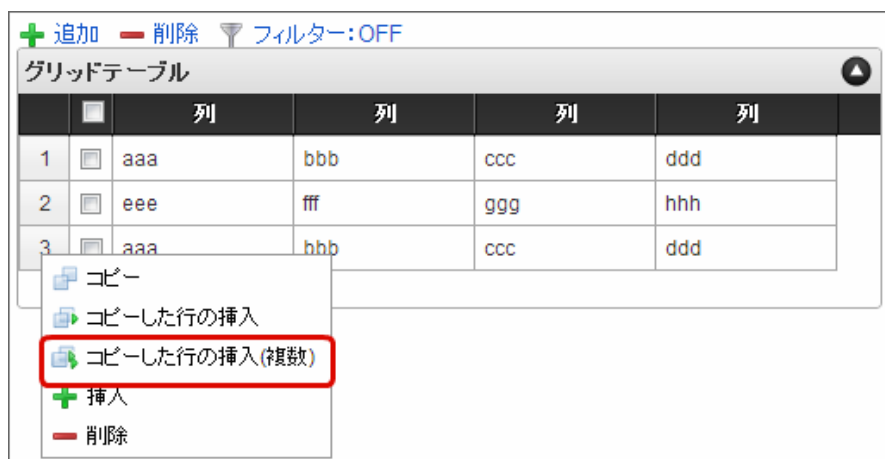 追加 削除 フィルター:OFF
グリッドテーブル
列 列 列 列
1 aaa bbb ccc ddd
2 eee fff ggg hhh
3 aaa bbb ccc ddd
コピー
コピーした行の挿入
コピーした行の挿入(複数)
挿入
削除